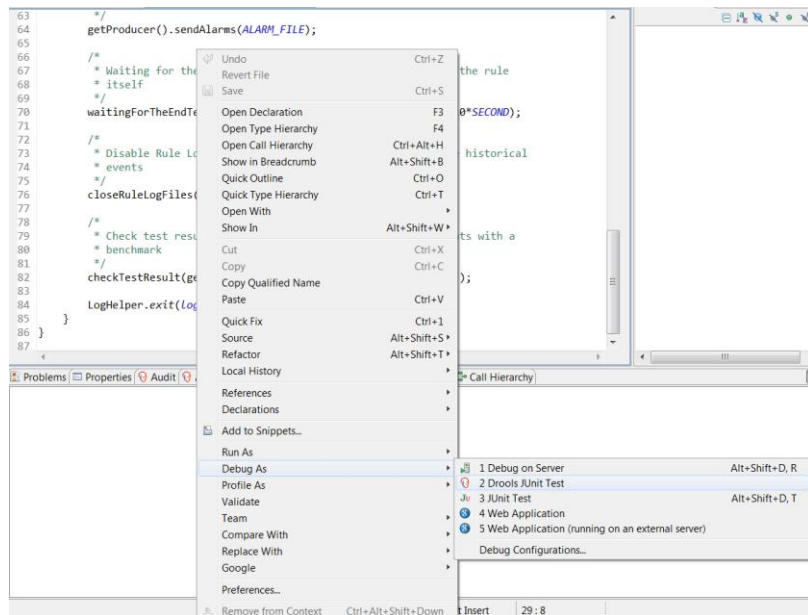 63 */
64 getProducer().sendAlarms(ALARM_FILE);
65
66 /*
67 * Waiting for the the rule
68 * itself
69 */
70 waitingForTheEndTe 0*SECOND);
71
72 /*
73 * Disable Rule Lo historical
74 * events
75 */
76 closeRuleLogFiles(
77
78 /*
79 * Check test resu ts with a
80 * benchmark
81 */
82 checkTestResult(ge );
83
84 LogHelper.exit(log
85 }
86 }
87
Undo Ctrl+Z
Revert File
Save Ctrl+S
Open Declaration F3
Open Type Hierarchy F4
Open Call Hierarchy Ctrl+Alt+H
Show in Breadcrumb Alt+Shift+B
Quick Outline Ctrl+O
Quick Type Hierarchy Ctrl+T
Open With
Show In Alt+Shift+W
Cut Ctrl+X
Copy Ctrl+C
Copy Qualified Name
Paste Ctrl+V
Quick Fix Ctrl+1
Source Alt+Shift+S
Refactor Alt+Shift+T
Local History
References
Declarations
Add to Snippets...
Run As
Debug As
Profile As
Validate
Team
Compare With
Replace With
Google
Preferences...
Remove from Context Ctrl+Alt+Shift+Down
Problems Properties Audit Call Hierarchy
1 Debug on Server Alt+Shift+D, R
2 Drools JUnit Test
3 JUnit Test Alt+Shift+D, T
4 Web Application
5 Web Application (running on an external server)
Debug Configurations...
t Insert 29 : 8